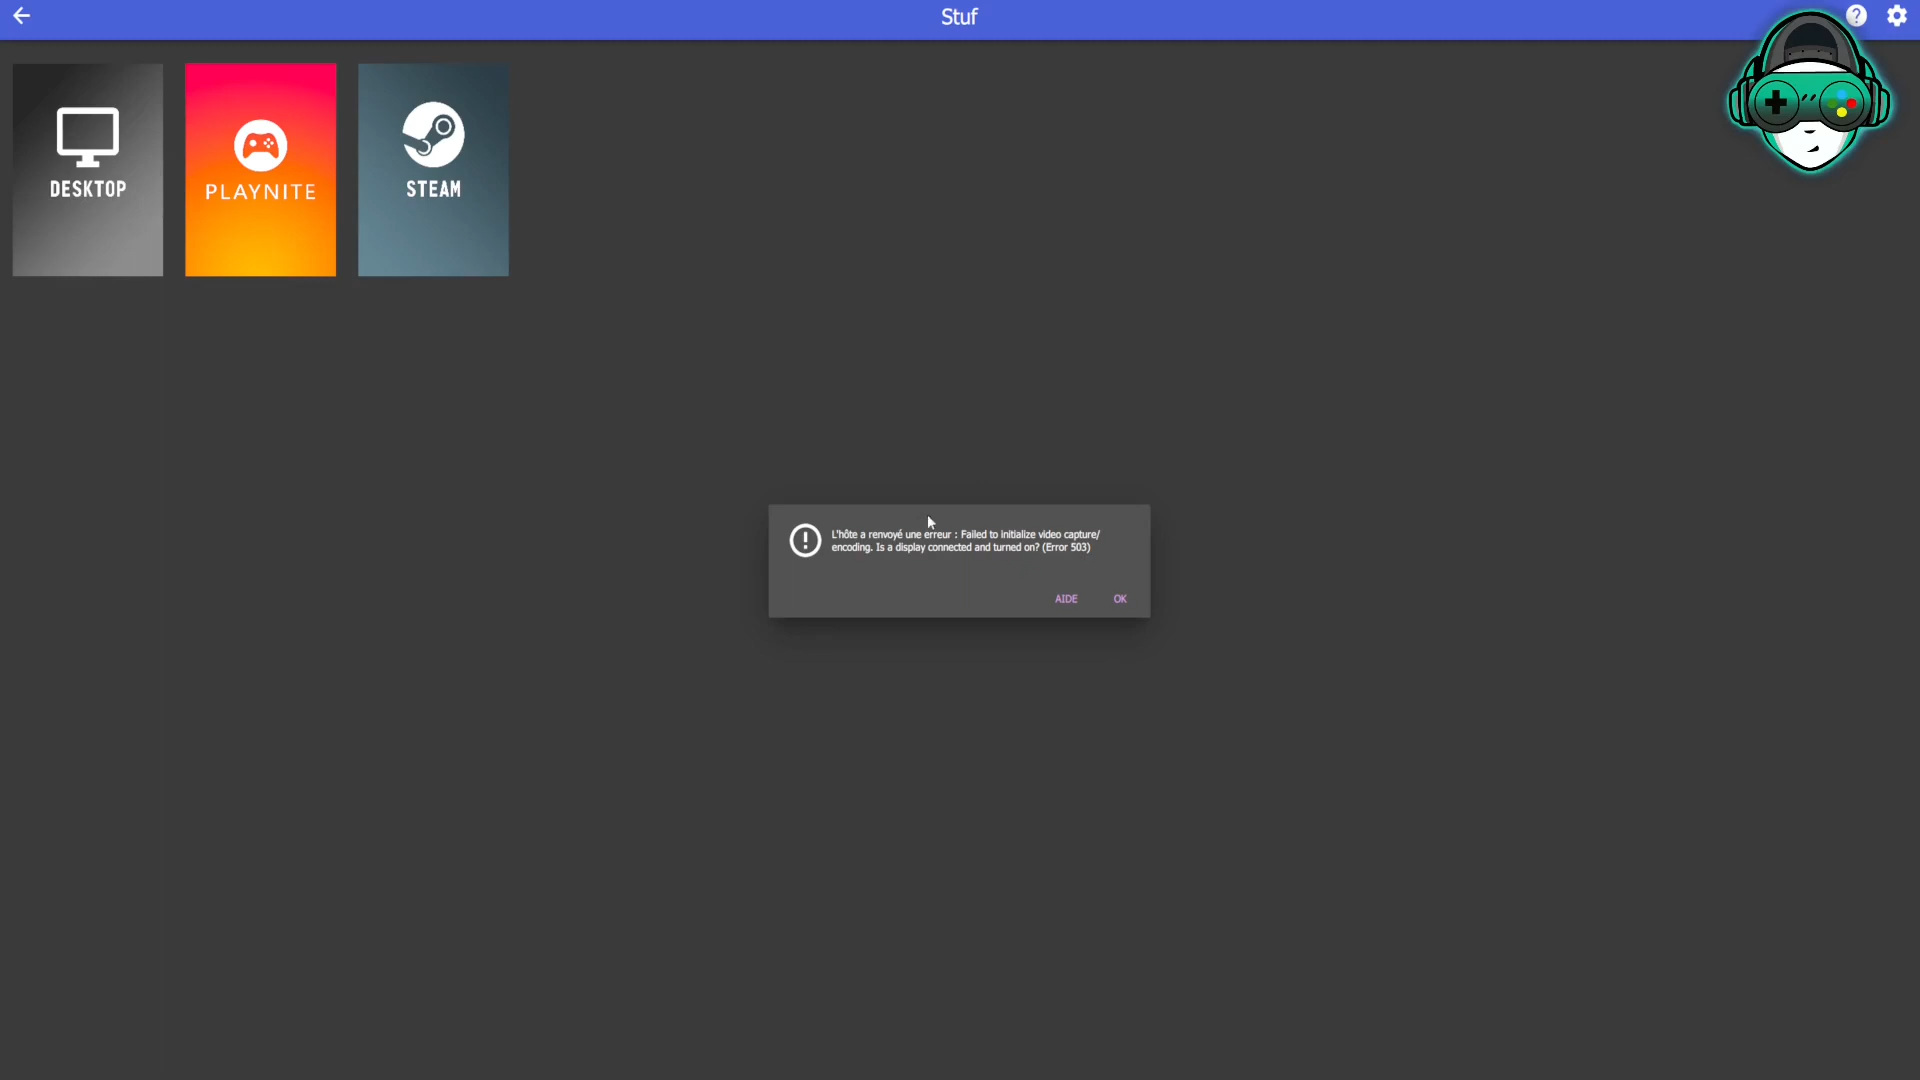 Stuf
DESKTOP
PLAYNITE
STEAM
L'hôte a renvoyé une erreur : Failed to initialize video capture/
encoding. Is a display connected and turned on? (Error 503)
AIDE
OK